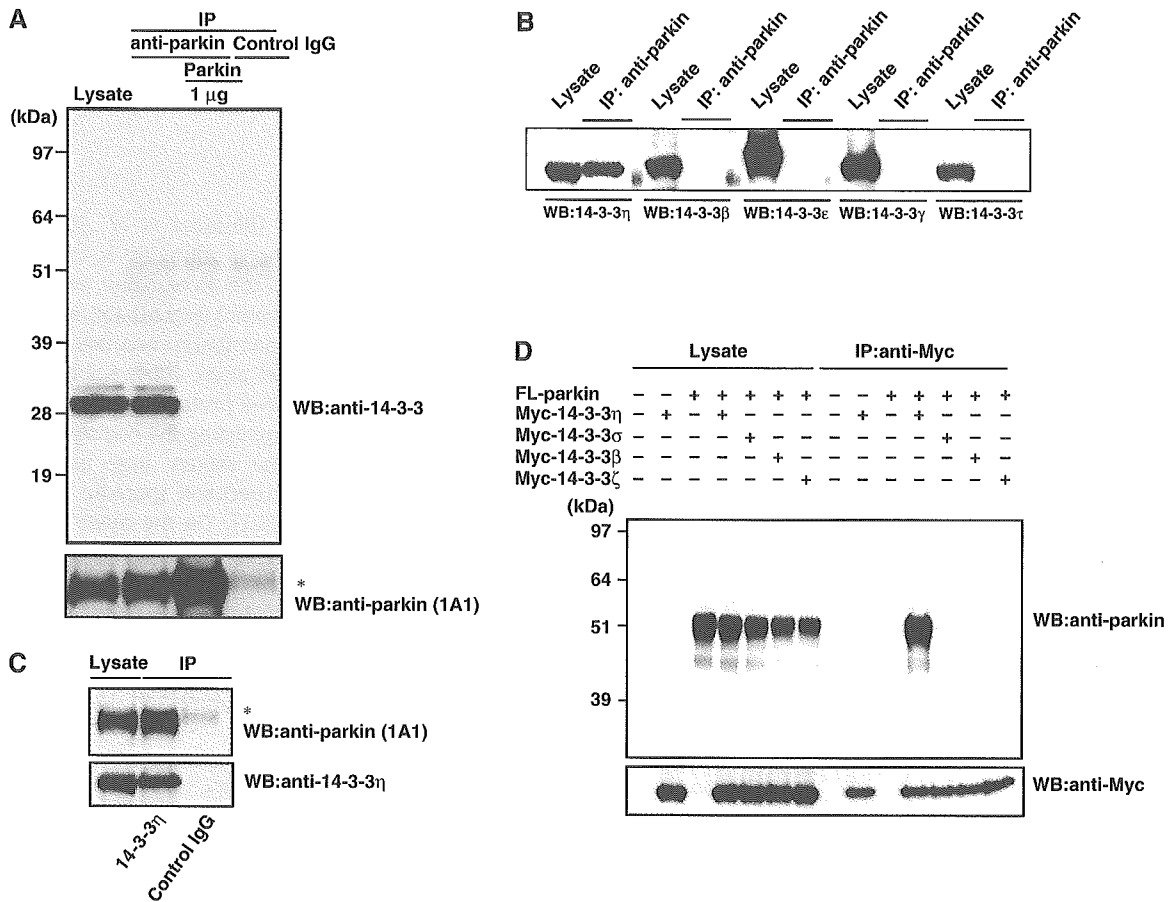 A
IP
anti-parkin Control IgG
Parkin
Lysate 1 μg
(kDa)
97
64
51
39
28
19
WB:anti-14-3-3
*
WB:anti-parkin (1A1)
B
Lysate IP: anti-parkin Lysate IP: anti-parkin Lysate IP: anti-parkin Lysate IP: anti-parkin Lysate IP: anti-parkin
WB:14-3-3η WB:14-3-3β WB:14-3-3ε WB:14-3-3γ WB:14-3-3τ
C
Lysate IP
*
WB:anti-parkin (1A1)
WB:anti-14-3-3η
14-3-3η
Control IgG
D
Lysate IP:anti-Myc
FL-parkin – – + + + + + – – + + + + +
Myc-14-3-3η – + – + – – – – + – + – – –
Myc-14-3-3σ – – – – + – – – – – – + – –
Myc-14-3-3β – – – – – + – – – – – – + –
Myc-14-3-3ζ – – – – – – + – – – – – – +
(kDa)
97
64
51
39
WB:anti-parkin
WB:anti-Myc